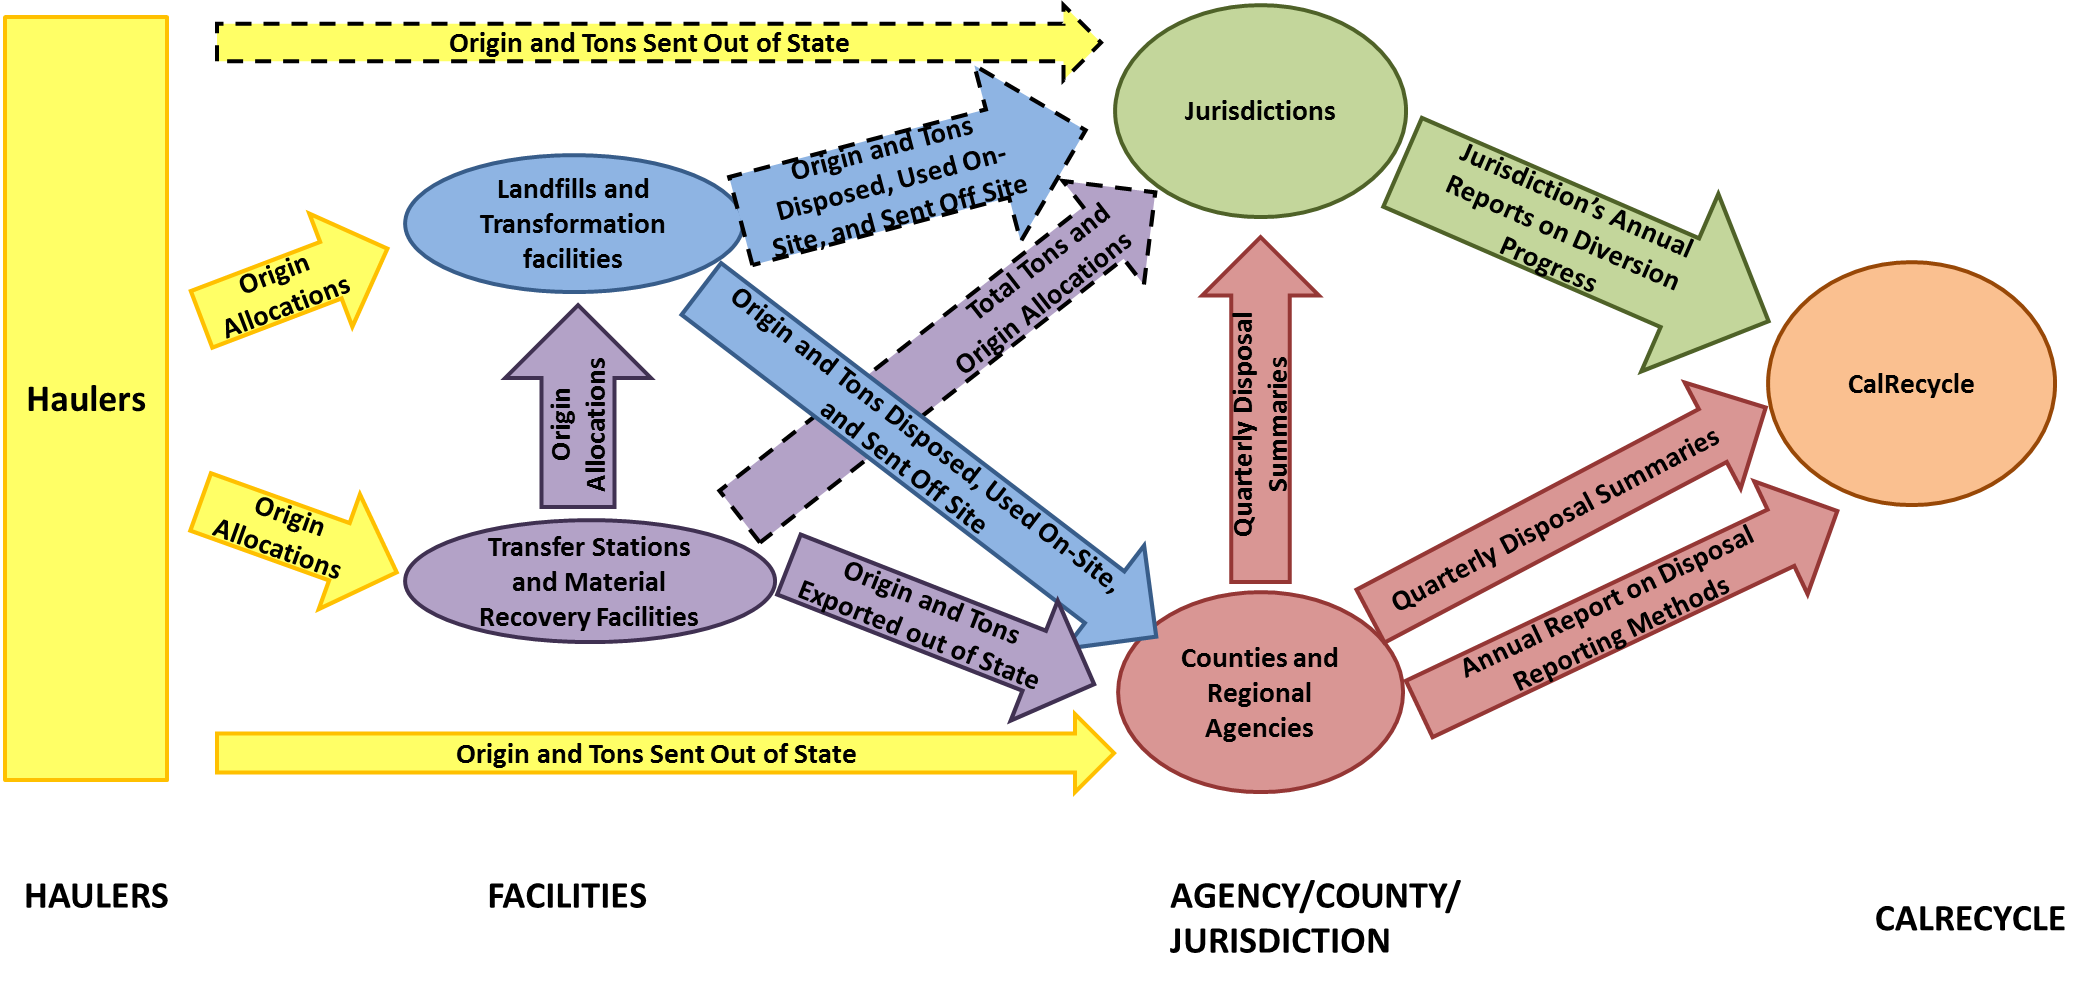 Origin and Tons Sent Out of State
Haulers
Origin
Allocations
Origin
Allocations
Landfills and
Transformation
facilities
Origin
Allocations
Transfer Stations
and Material
Recovery Facilities
Origin and Tons
Disposed, Used On-
Site, and Sent Off Site
Total Tons and
Origin Allocations
Origin and Tons Disposed, Used On-Site,
and Sent Off Site
Origin and Tons
Exported out of State
Origin and Tons Sent Out of State
Jurisdictions
Quarterly Disposal
Summaries
Counties and
Regional
Agencies
Jurisdiction’s Annual
Reports on Diversion
Progress
Quarterly Disposal Summaries
Annual Report on Disposal
Reporting Methods
CalRecycle
HAULERS
FACILITIES
AGENCY/COUNTY/
JURISDICTION
CALRECYCLE